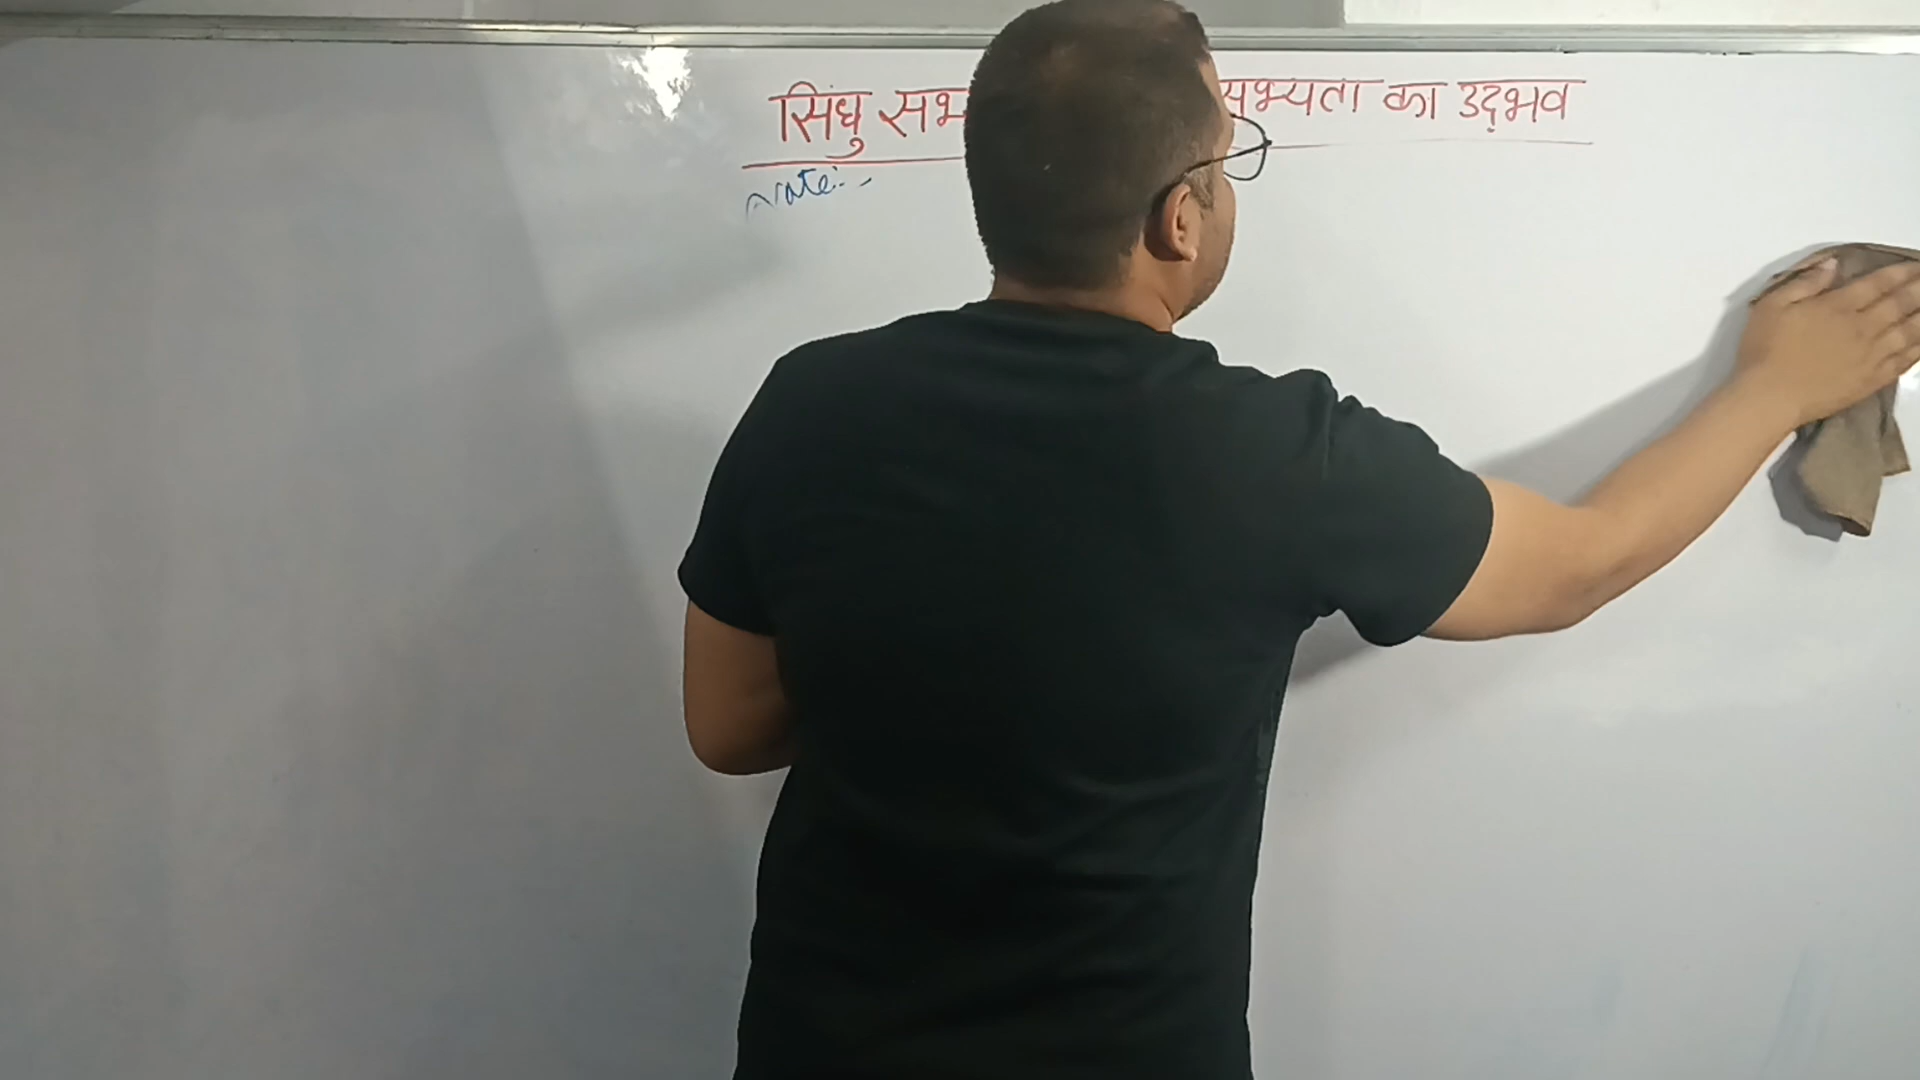 सिंधु सभ सभ्यता का उद्‌भव
Note:-